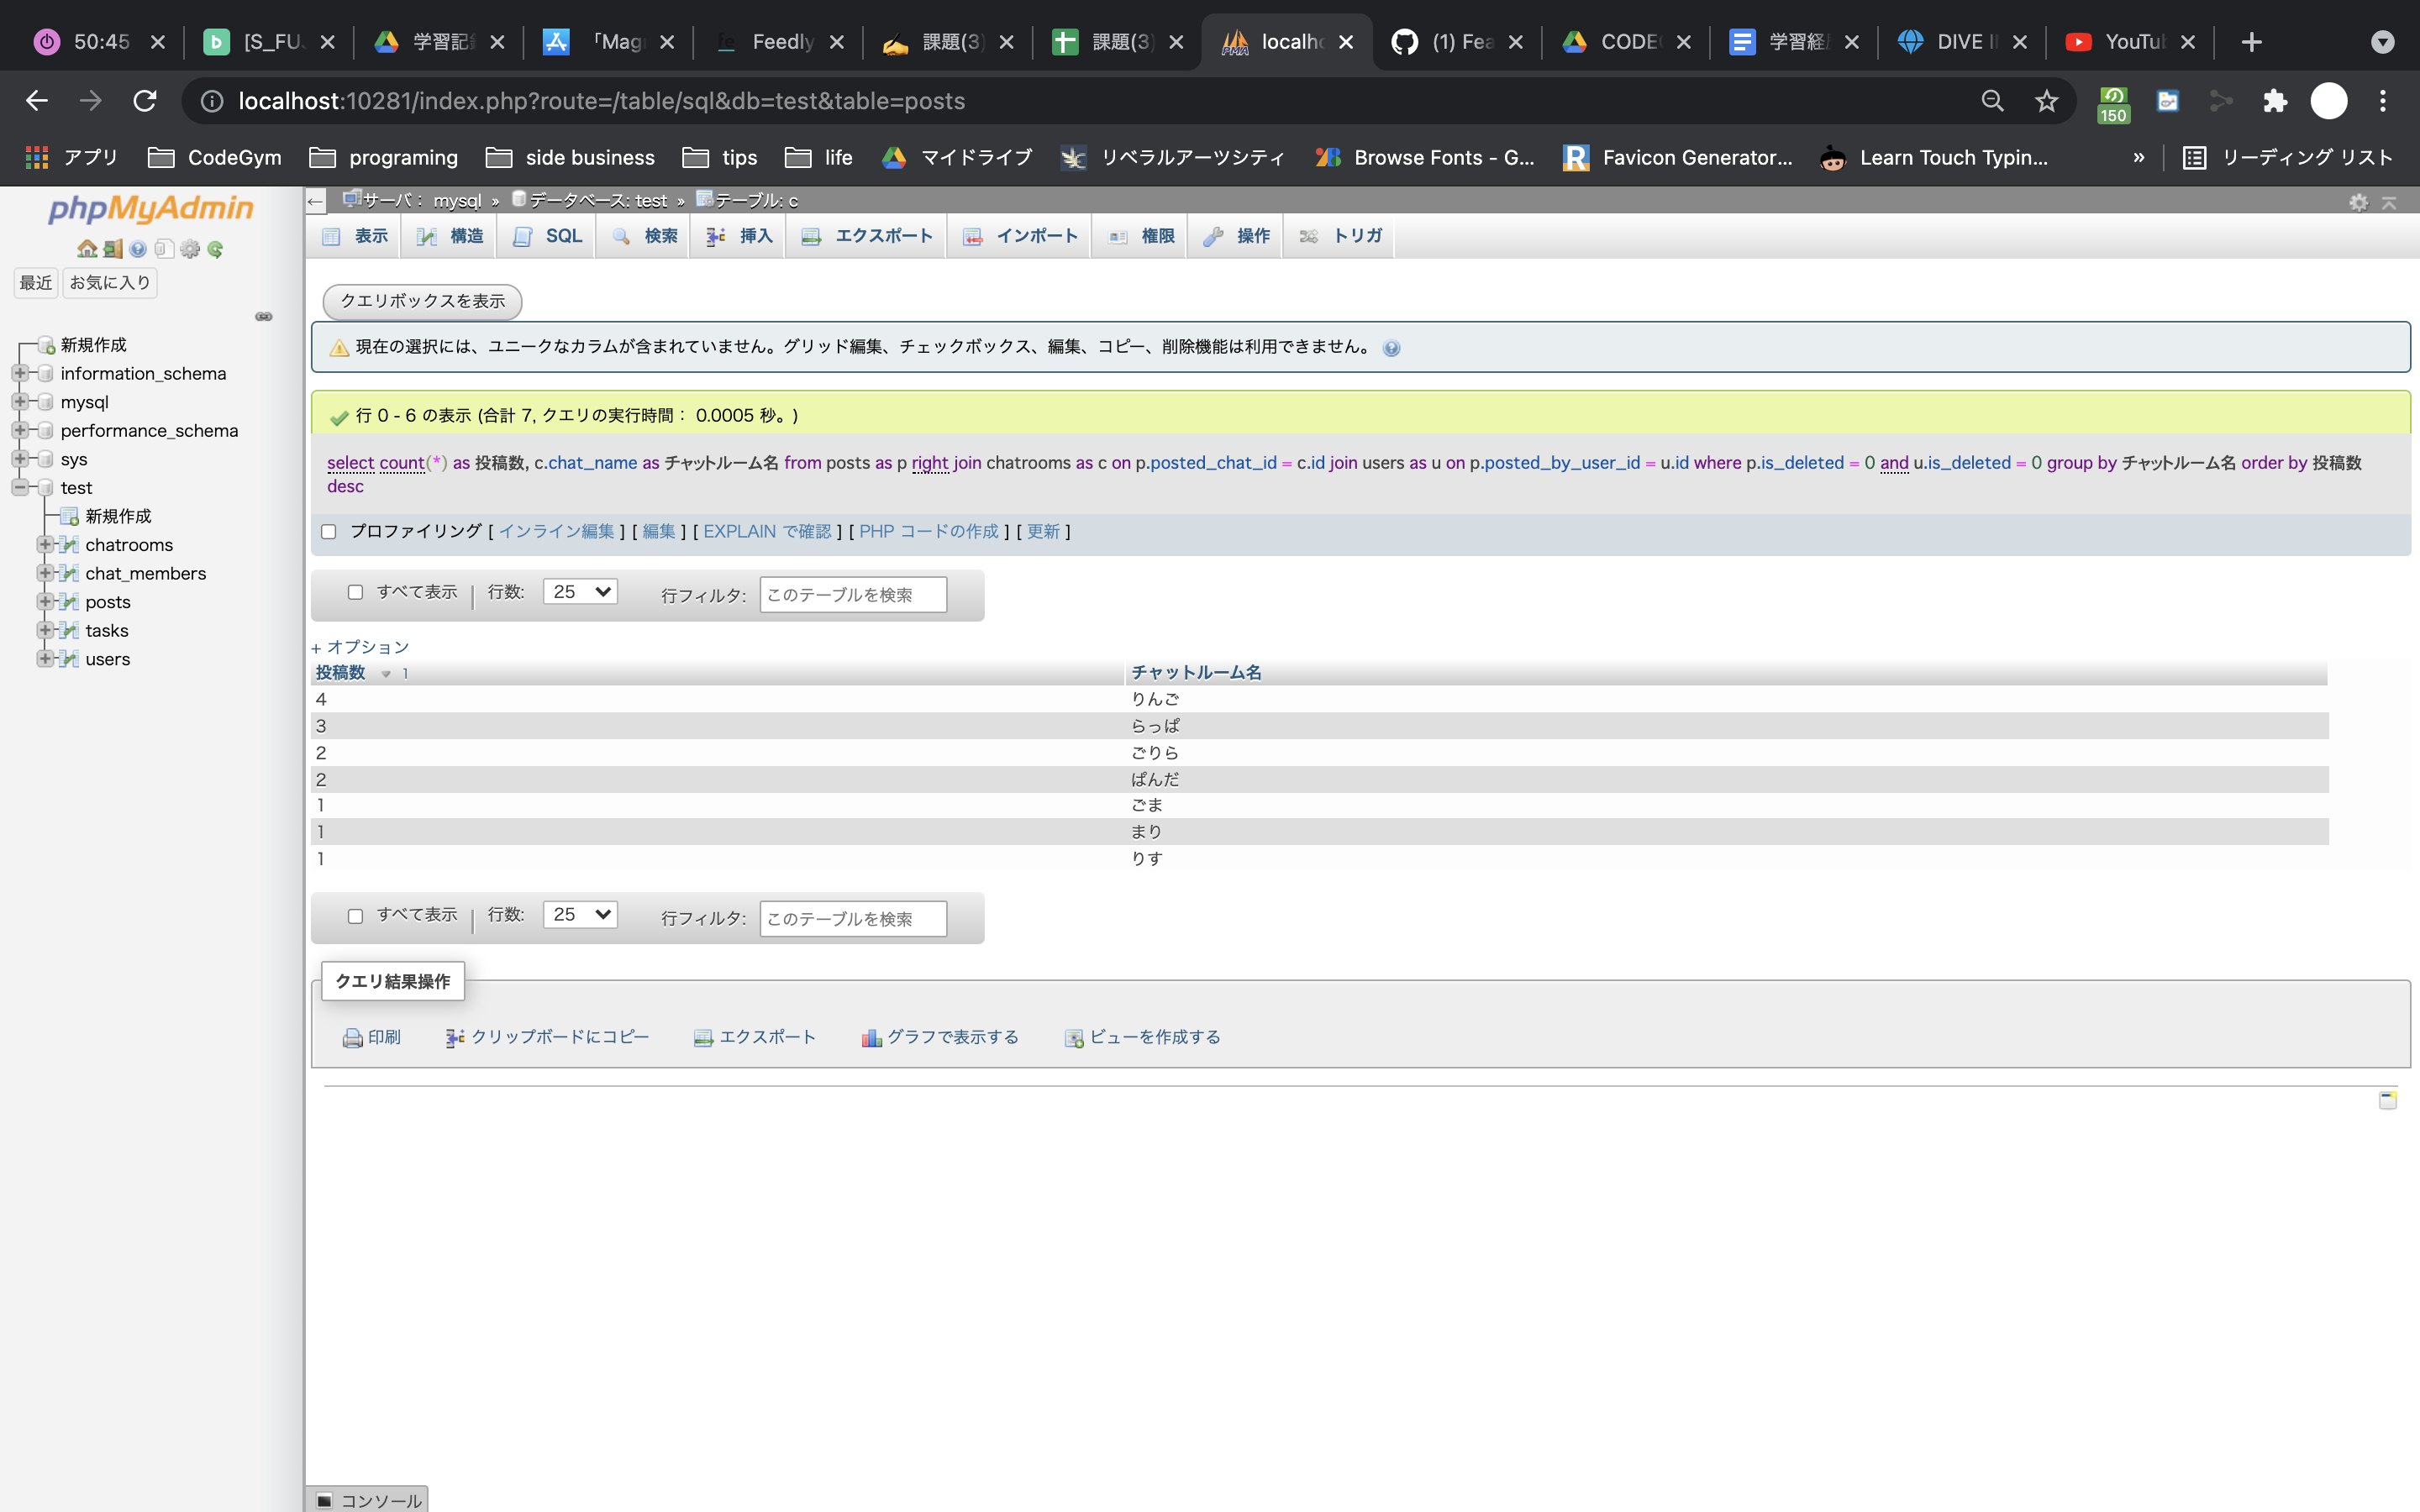 50:45 [S_FU 学習記 「Mag Feedly 課題(3) 課題(3) localho (1) Fea CODE 学習経 DIVE I YouTu
localhost:10281/index.php?route=/table/sql&db=test&table=posts 150
アプリ CodeGym programing side business tips life マイドライブ リベラルアーツシティ Browse Fonts - G... Favicon Generator... Learn Touch Typin... » リーディング リスト
phpMyAdmin
最近 お気に入り
新規作成
information_schema
mysql
performance_schema
sys
test
新規作成
chatrooms
chat_members
posts
tasks
users
サーバ： mysql » データベース: test » テーブル: c
表示 構造 SQL 検索 挿入 エクスポート インポート 権限 操作 トリガ
クエリボックスを表示
現在の選択には、ユニークなカラムが含まれていません。グリッド編集、チェックボックス、編集、コピー、削除機能は利用できません。
行 0 - 6 の表示 (合計 7, クエリの実行時間： 0.0005 秒。)
select count(*) as 投稿数, c.chat_name as チャットルーム名 from posts as p right join chatrooms as c on p.posted_chat_id = c.id join users as u on p.posted_by_user_id = u.id where p.is_deleted = 0 and u.is_deleted = 0 group by チャットルーム名 order by 投稿数
desc
プロファイリング [ インライン編集 ] [ 編集 ] [ EXPLAIN で確認 ] [ PHP コードの作成 ] [ 更新 ]
すべて表示 | 行数: 25 行フィルタ: このテーブルを検索
+ オプション
投稿数 1 チャットルーム名
4 りんご
3 らっぱ
2 ごりら
2 ぱんだ
1 ごま
1 まり
1 りす
すべて表示 | 行数: 25 行フィルタ: このテーブルを検索
クエリ結果操作
印刷 クリップボードにコピー エクスポート グラフで表示する ビューを作成する
コンソール